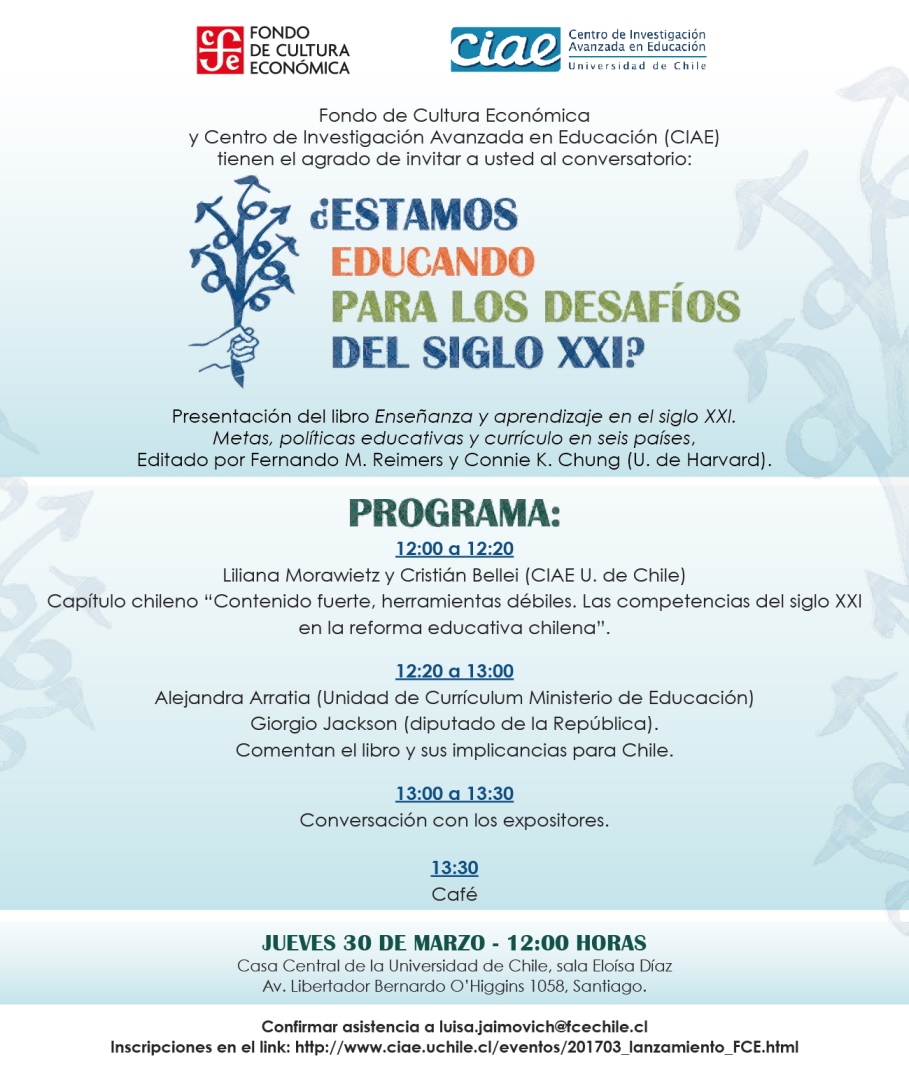 FONDO
DE CULTURA
ECONÓMICA
cfe
ciae
Centro de Investigación
Avanzada en Educación
Universidad de Chile
Fondo de Cultura Económica
y Centro de Investigación Avanzada en Educación (CIAE)
tienen el agrado de invitar a usted al conversatorio:
¿ESTAMOS
EDUCANDO
PARA LOS DESAFÍOS
DEL SIGLO XXI?
Presentación del libro Enseñanza y aprendizaje en el siglo XXI.
Metas, políticas educativas y currículo en seis países,
Editado por Fernando M. Reimers y Connie K. Chung (U. de Harvard).
PROGRAMA:
12:00 a 12:20
Liliana Morawietz y Cristián Bellei (CIAE U. de Chile)
Capítulo chileno “Contenido fuerte, herramientas débiles. Las competencias del siglo XXI
en la reforma educativa chilena”.
12:20 a 13:00
Alejandra Arratia (Unidad de Currículum Ministerio de Educación)
Giorgio Jackson (diputado de la República).
Comentan el libro y sus implicancias para Chile.
13:00 a 13:30
Conversación con los expositores.
13:30
Café
JUEVES 30 DE MARZO - 12:00 HORAS
Casa Central de la Universidad de Chile, sala Eloísa Díaz
Av. Libertador Bernardo O’Higgins 1058, Santiago.
Confirmar asistencia a luisa.jaimovich@fcechile.cl
Inscripciones en el link: http://www.ciae.uchile.cl/eventos/201703_lanzamiento_FCE.html